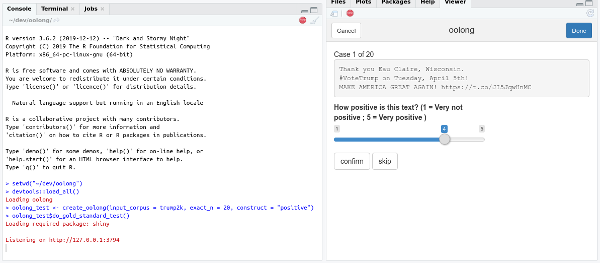 Console Terminal × Jobs ×
~/dev/oolong/
R version 3.6.2 (2019-12-12) -- "Dark and Stormy Night"
Copyright (C) 2019 The R Foundation for Statistical Computing
Platform: x86_64-pc-linux-gnu (64-bit)
R is free software and comes with ABSOLUTELY NO WARRANTY.
You are welcome to redistribute it under certain conditions.
Type 'license()' or 'licence()' for distribution details.
Natural language support but running in an English locale
R is a collaborative project with many contributors.
Type 'contributors()' for more information and
'citation()' on how to cite R or R packages in publications.
Type 'demo()' for some demos, 'help()' for on-line help, or
'help.start()' for an HTML browser interface to help.
Type 'q()' to quit R.
> setwd("~/dev/oolong")
> devtools::load_all()
Loading oolong
> oolong_test <- create_oolong(input_corpus = trump2k, exact_n = 20, construct = "positive")
> oolong_test$do_gold_standard_test()
Loading required package: shiny
Listening on http://127.0.0.1:3794
Files Plots Packages Help Viewer
Cancel oolong Done
Case 1 of 20
Thank you Eau Claire, Wisconsin.
#VoteTrump on Tuesday, April 5th!
MAKE AMERICA GREAT AGAIN!
How positive is this text? (1 = Very not
positive ; 5 = Very positive )
1 4 5
confirm skip